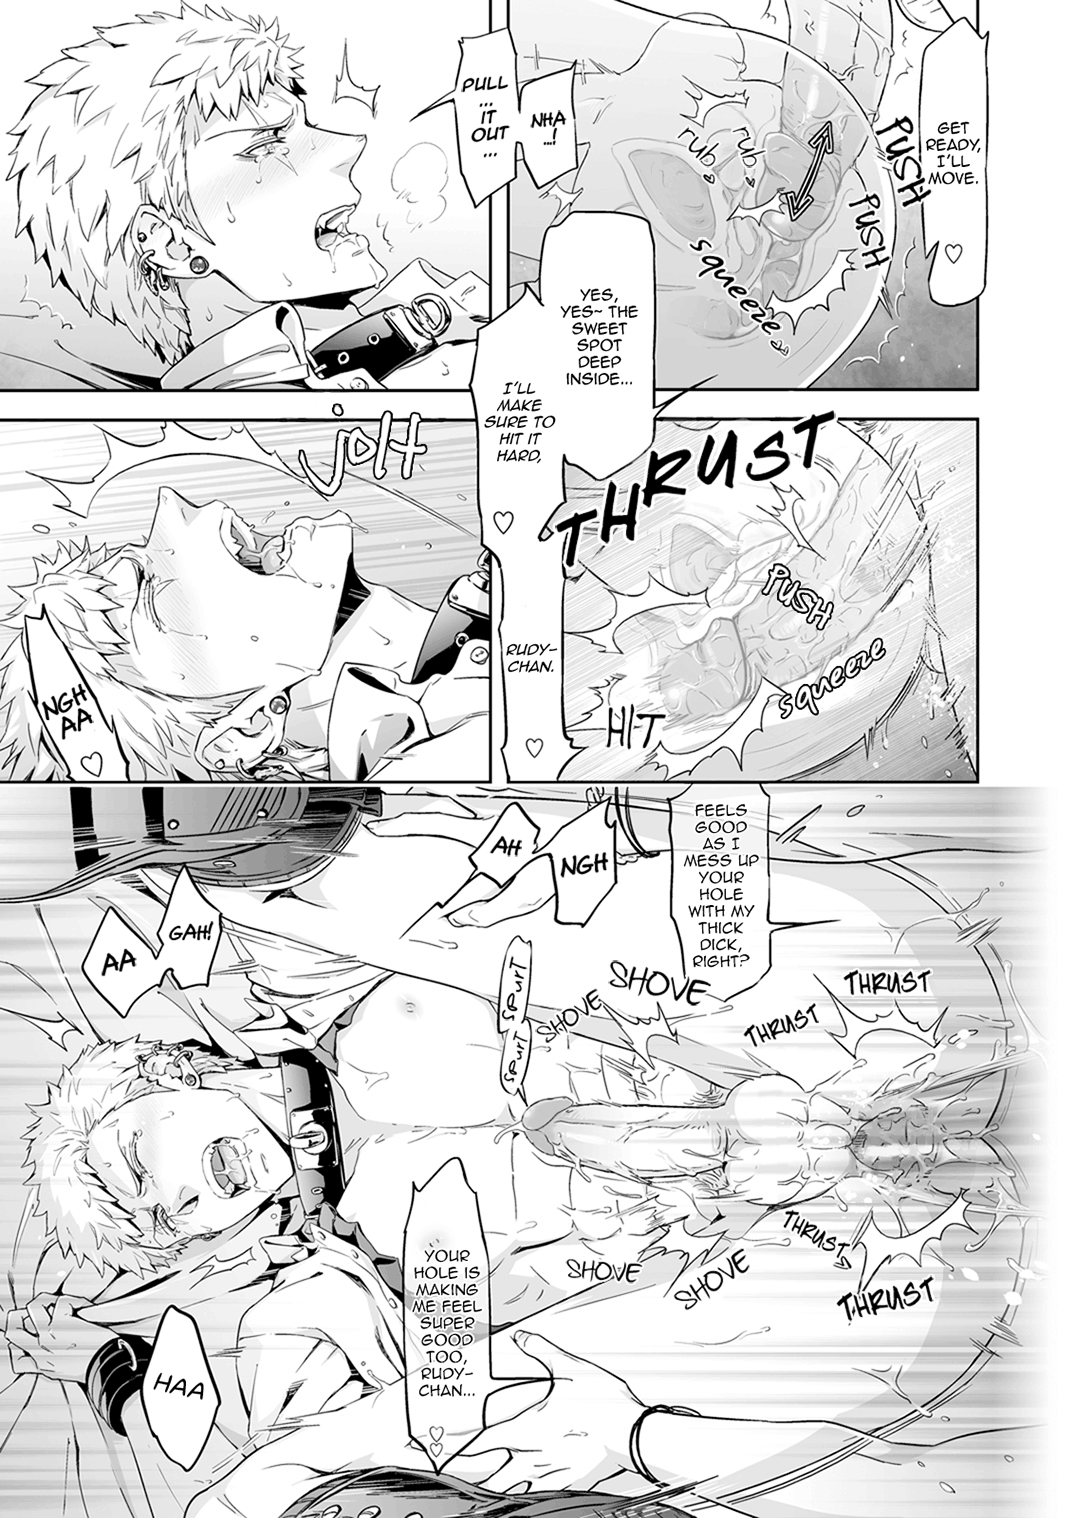 GET
READY,
I'LL
MOVE.
♡
PUSH
PUSH
rub
rub
squeeze
NHA
...!
PULL
...
IT
OUT
...
YES,
YES~ THE
SWEET
SPOT
DEEP
INSIDE...
I'LL
MAKE
SURE TO
HIT IT
HARD,
♡
RUDY-
CHAN.
♡
THRUST
PUSH
squeeze
HIT
jolt
NGH
AA
♡
FEELS
GOOD
AS I
MESS UP
YOUR
HOLE
WITH MY
THICK
DICK,
RIGHT?
NGH
AH
GAH!
AA
THRUST
THRUST
SHOVE
SHOVE
SPURT
SPURT
SPURT
THRUST
THRUST
SHOVE
SHOVE
YOUR
HOLE IS
MAKING
ME FEEL
SUPER
GOOD
TOO,
RUDY-
CHAN...
♡♡
HAA